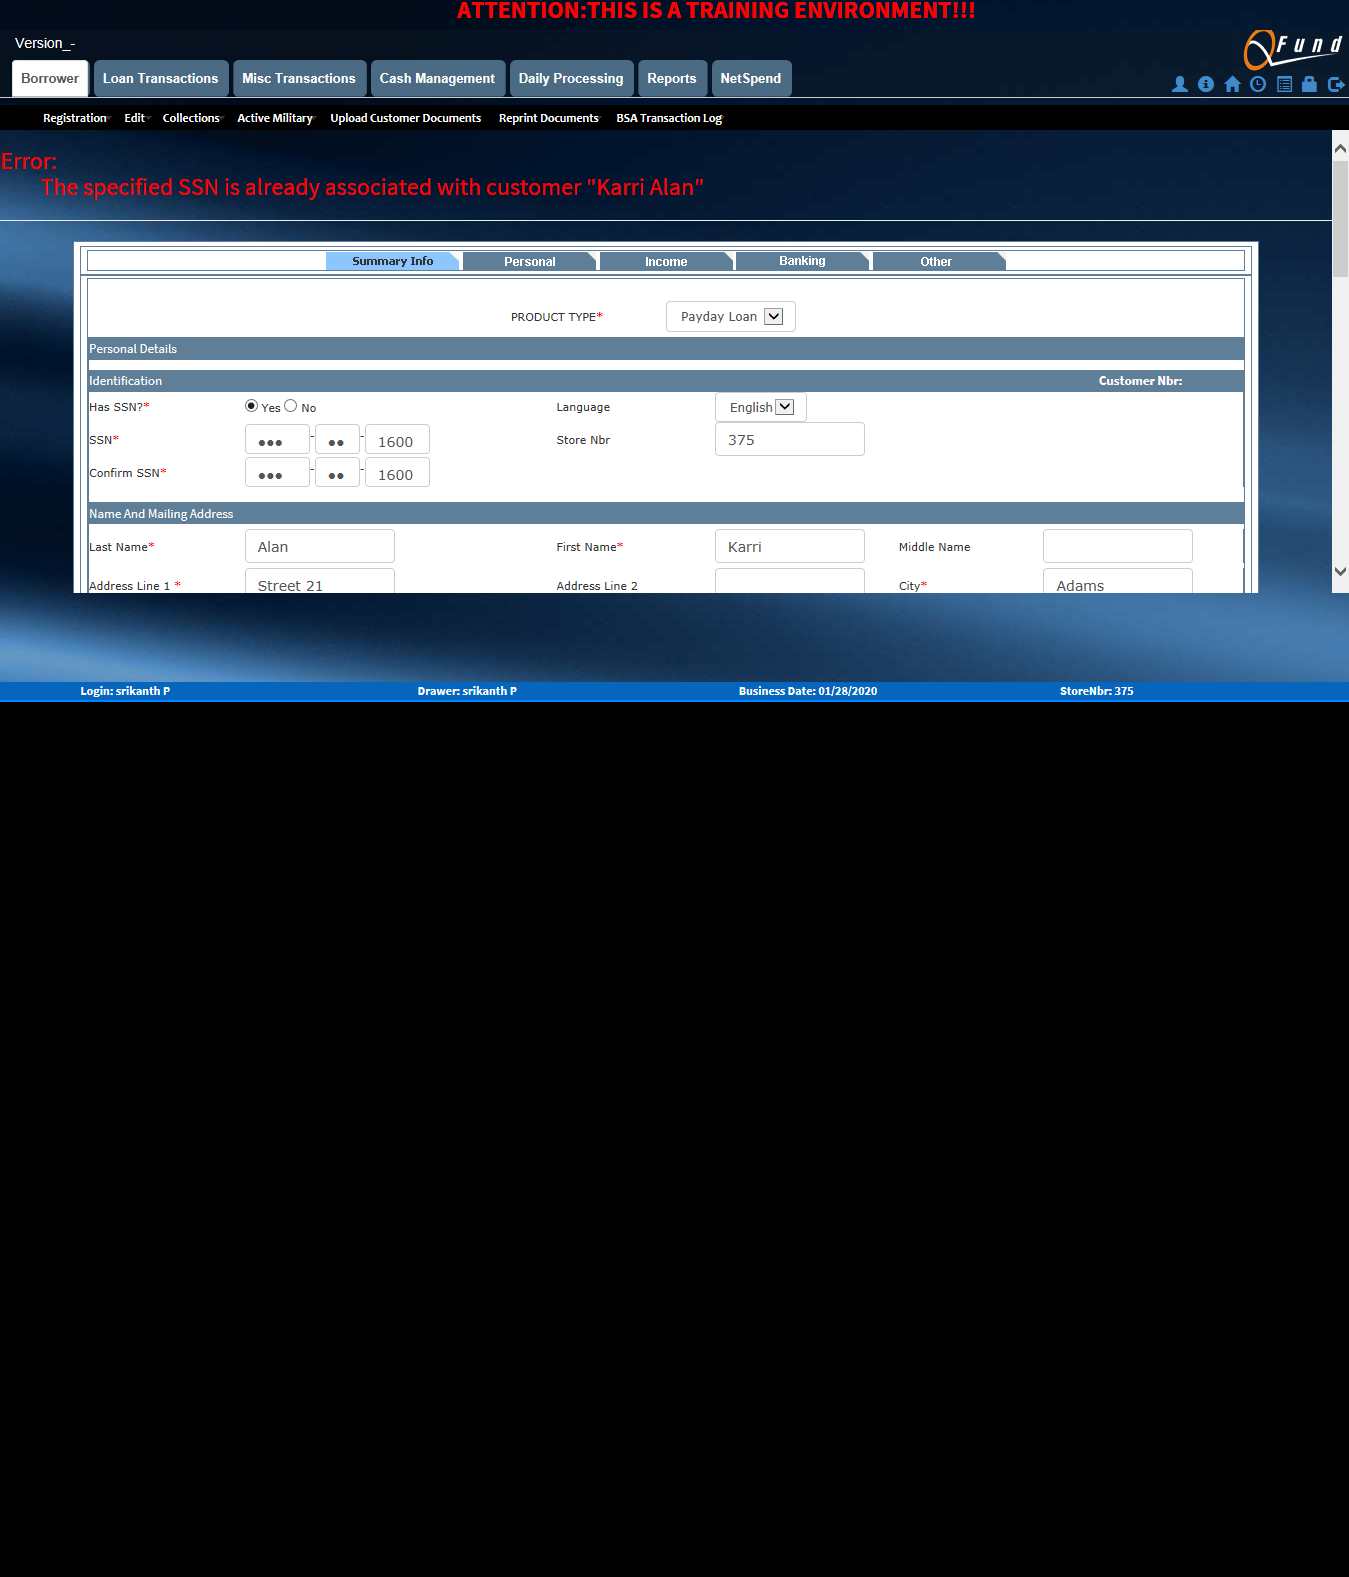 ATTENTION:THIS IS A TRAINING ENVIRONMENT!!!
Version_-
QFund
Borrower Loan Transactions Misc Transactions Cash Management Daily Processing Reports NetSpend
Registration Edit Collections Active Military Upload Customer Documents Reprint Documents BSA Transaction Log
Error:
The specified SSN is already associated with customer "Karri Alan"
Summary Info Personal Income Banking Other
PRODUCT TYPE* Payday Loan
Personal Details
Identification Customer Nbr:
Has SSN?* Yes No Language English
SSN* ●●● - ●● - 1600 Store Nbr 375
Confirm SSN* ●●● - ●● - 1600
Name And Mailing Address
Last Name* Alan First Name* Karri Middle Name
Address Line 1 * Street 21 Address Line 2 City* Adams
Login: srikanth P Drawer: srikanth P Business Date: 01/28/2020 StoreNbr: 375